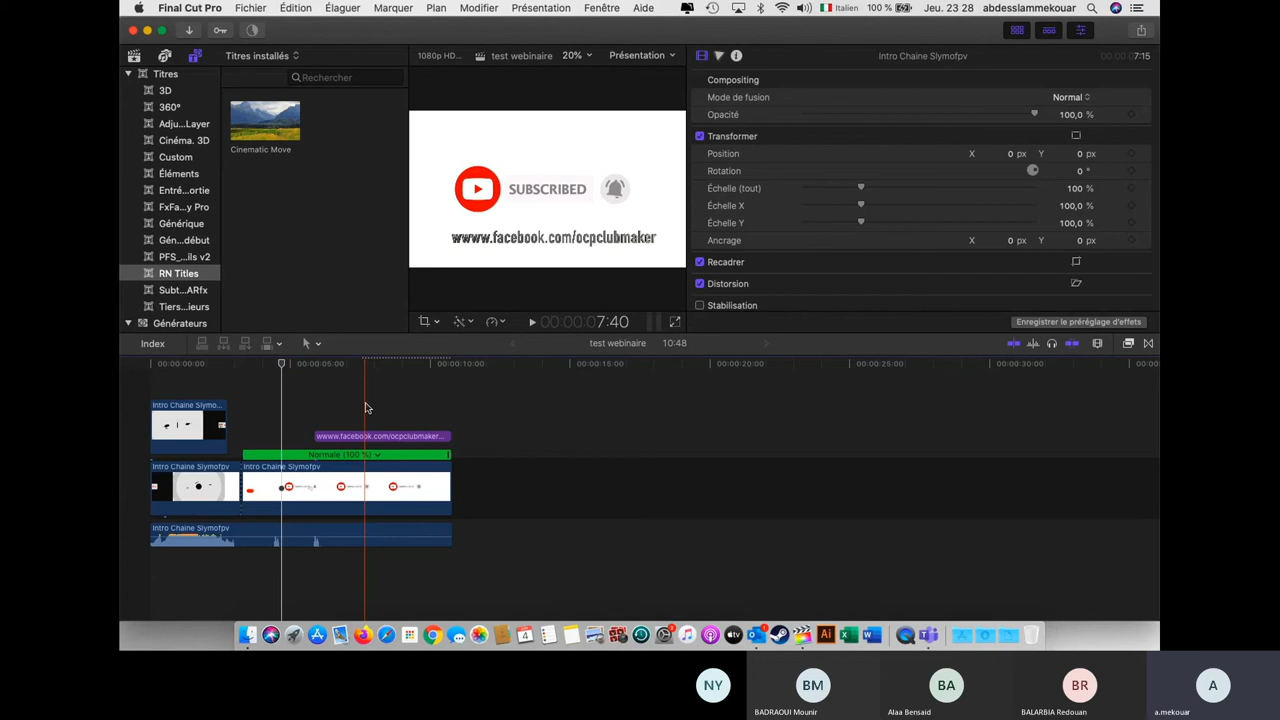 Final Cut Pro Fichier Édition Élaguer Marquer Plan Modifier Présentation Fenêtre Aide Italien 100 % Jeu. 23 28 abdesslammekouar
Titres installés
1080p HD... test webinaire 20% Présentation
Intro Chaine Slymofpv 7:15
Titres
Rechercher
3D
360°
Adju...Layer
Cinéma. 3D
Custom
Éléments
Entré...ortie
FxFa...y Pro
Générique
Gén...début
PFS_...ils v2
RN Titles
Subt...ARfx
Tiers...ieurs
Générateurs
Cinematic Move
SUBSCRIBED
wwww.facebook.com/ocpclubmaker
00:00:00:07:40
Compositing
Mode de fusion Normal
Opacité 100,0 %
Transformer
Position X 0 px Y 0 px
Rotation 0 °
Échelle (tout) 100 %
Échelle X 100,0 %
Échelle Y 100,0 %
Ancrage X 0 px Y 0 px
Recadrer
Distorsion
Stabilisation
Enregistrer le préréglage d'effets
Index test webinaire 10:48
00:00:00:00 00:00:05:00 00:00:10:00 00:00:15:00 00:00:20:00 00:00:25:00 00:00:30:00
Intro Chaine Slymo...
wwww.facebook.com/ocpclubmaker...
Normale (100 %)
Intro Chaine Slymofpv Intro Chaine Slymofpv
Intro Chaine Slymofpv
NY BM BA BR A
BADRAOUI Mounir Alaa Bensaid BALARBIA Redouan a.mekouar